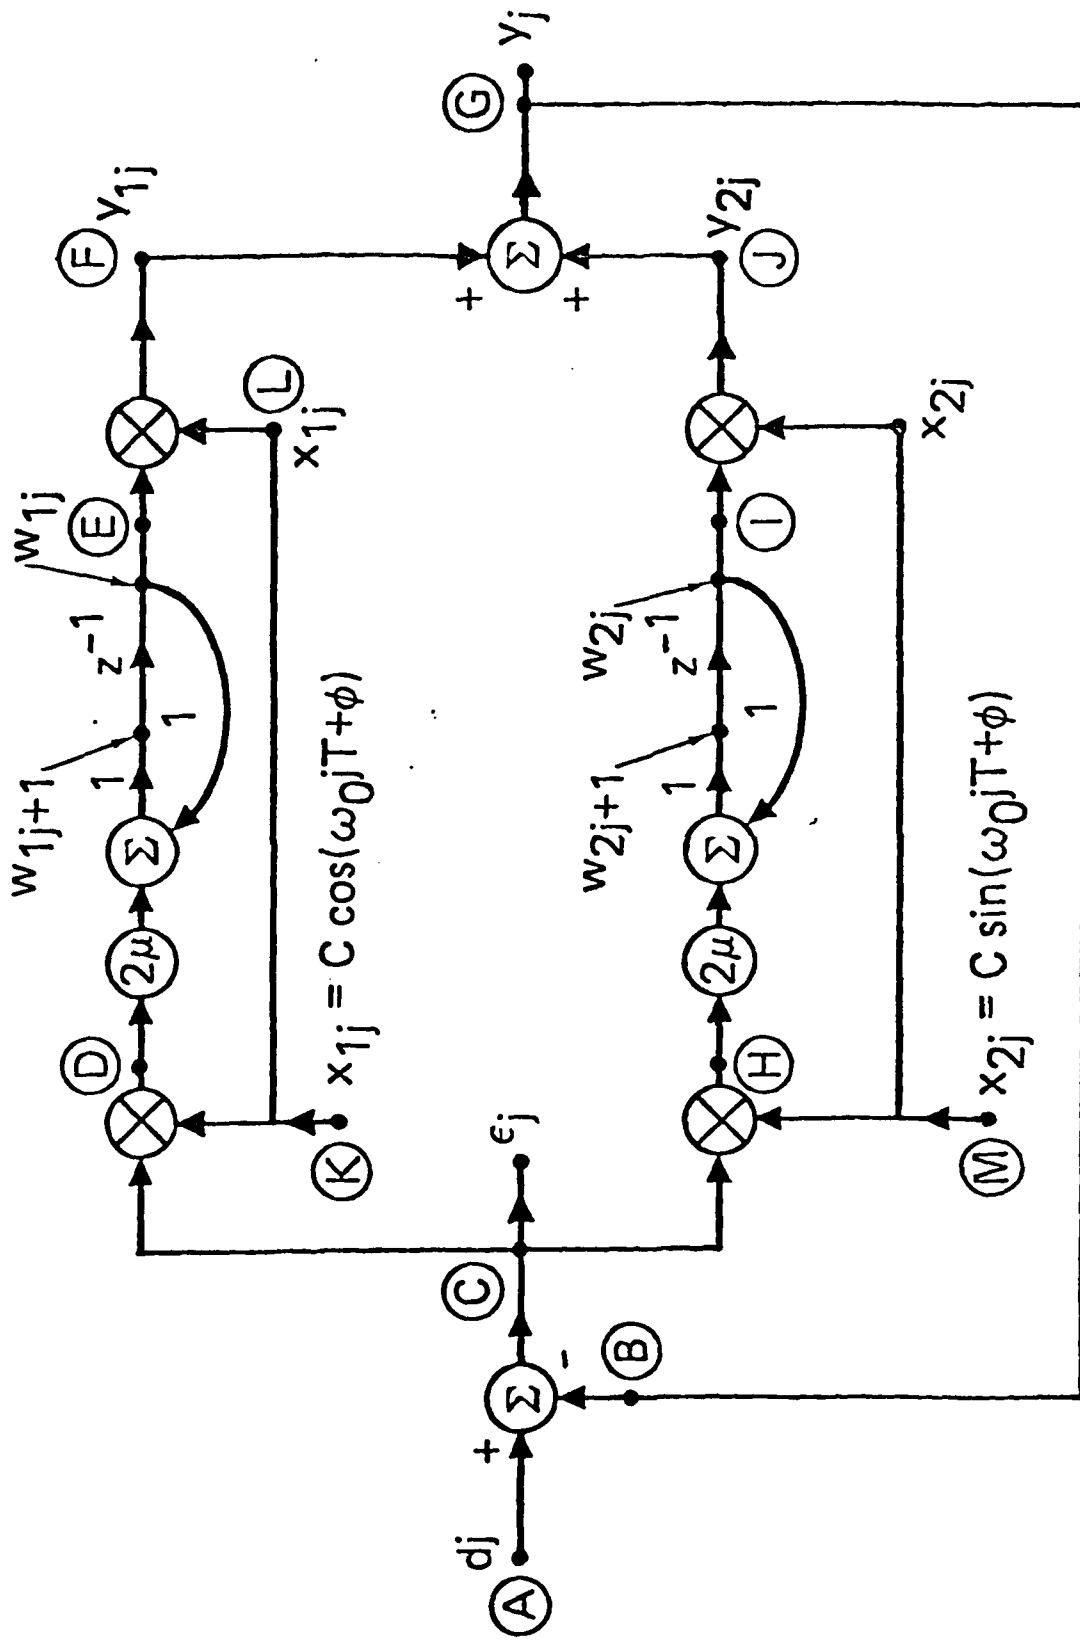 w1j+1
w1j
F y1j
D
2μ
Σ
1
z⁻¹
E
1
L
x1j
K
x1j = C cos(ω0jT+ϕ)
G
yj
A
dj
+
Σ
-
B
C
ϵj
+
Σ
+
w2j+1
w2j
H
2μ
Σ
1
z⁻¹
I
1
y2j
J
x2j
M
x2j = C sin(ω0jT+ϕ)